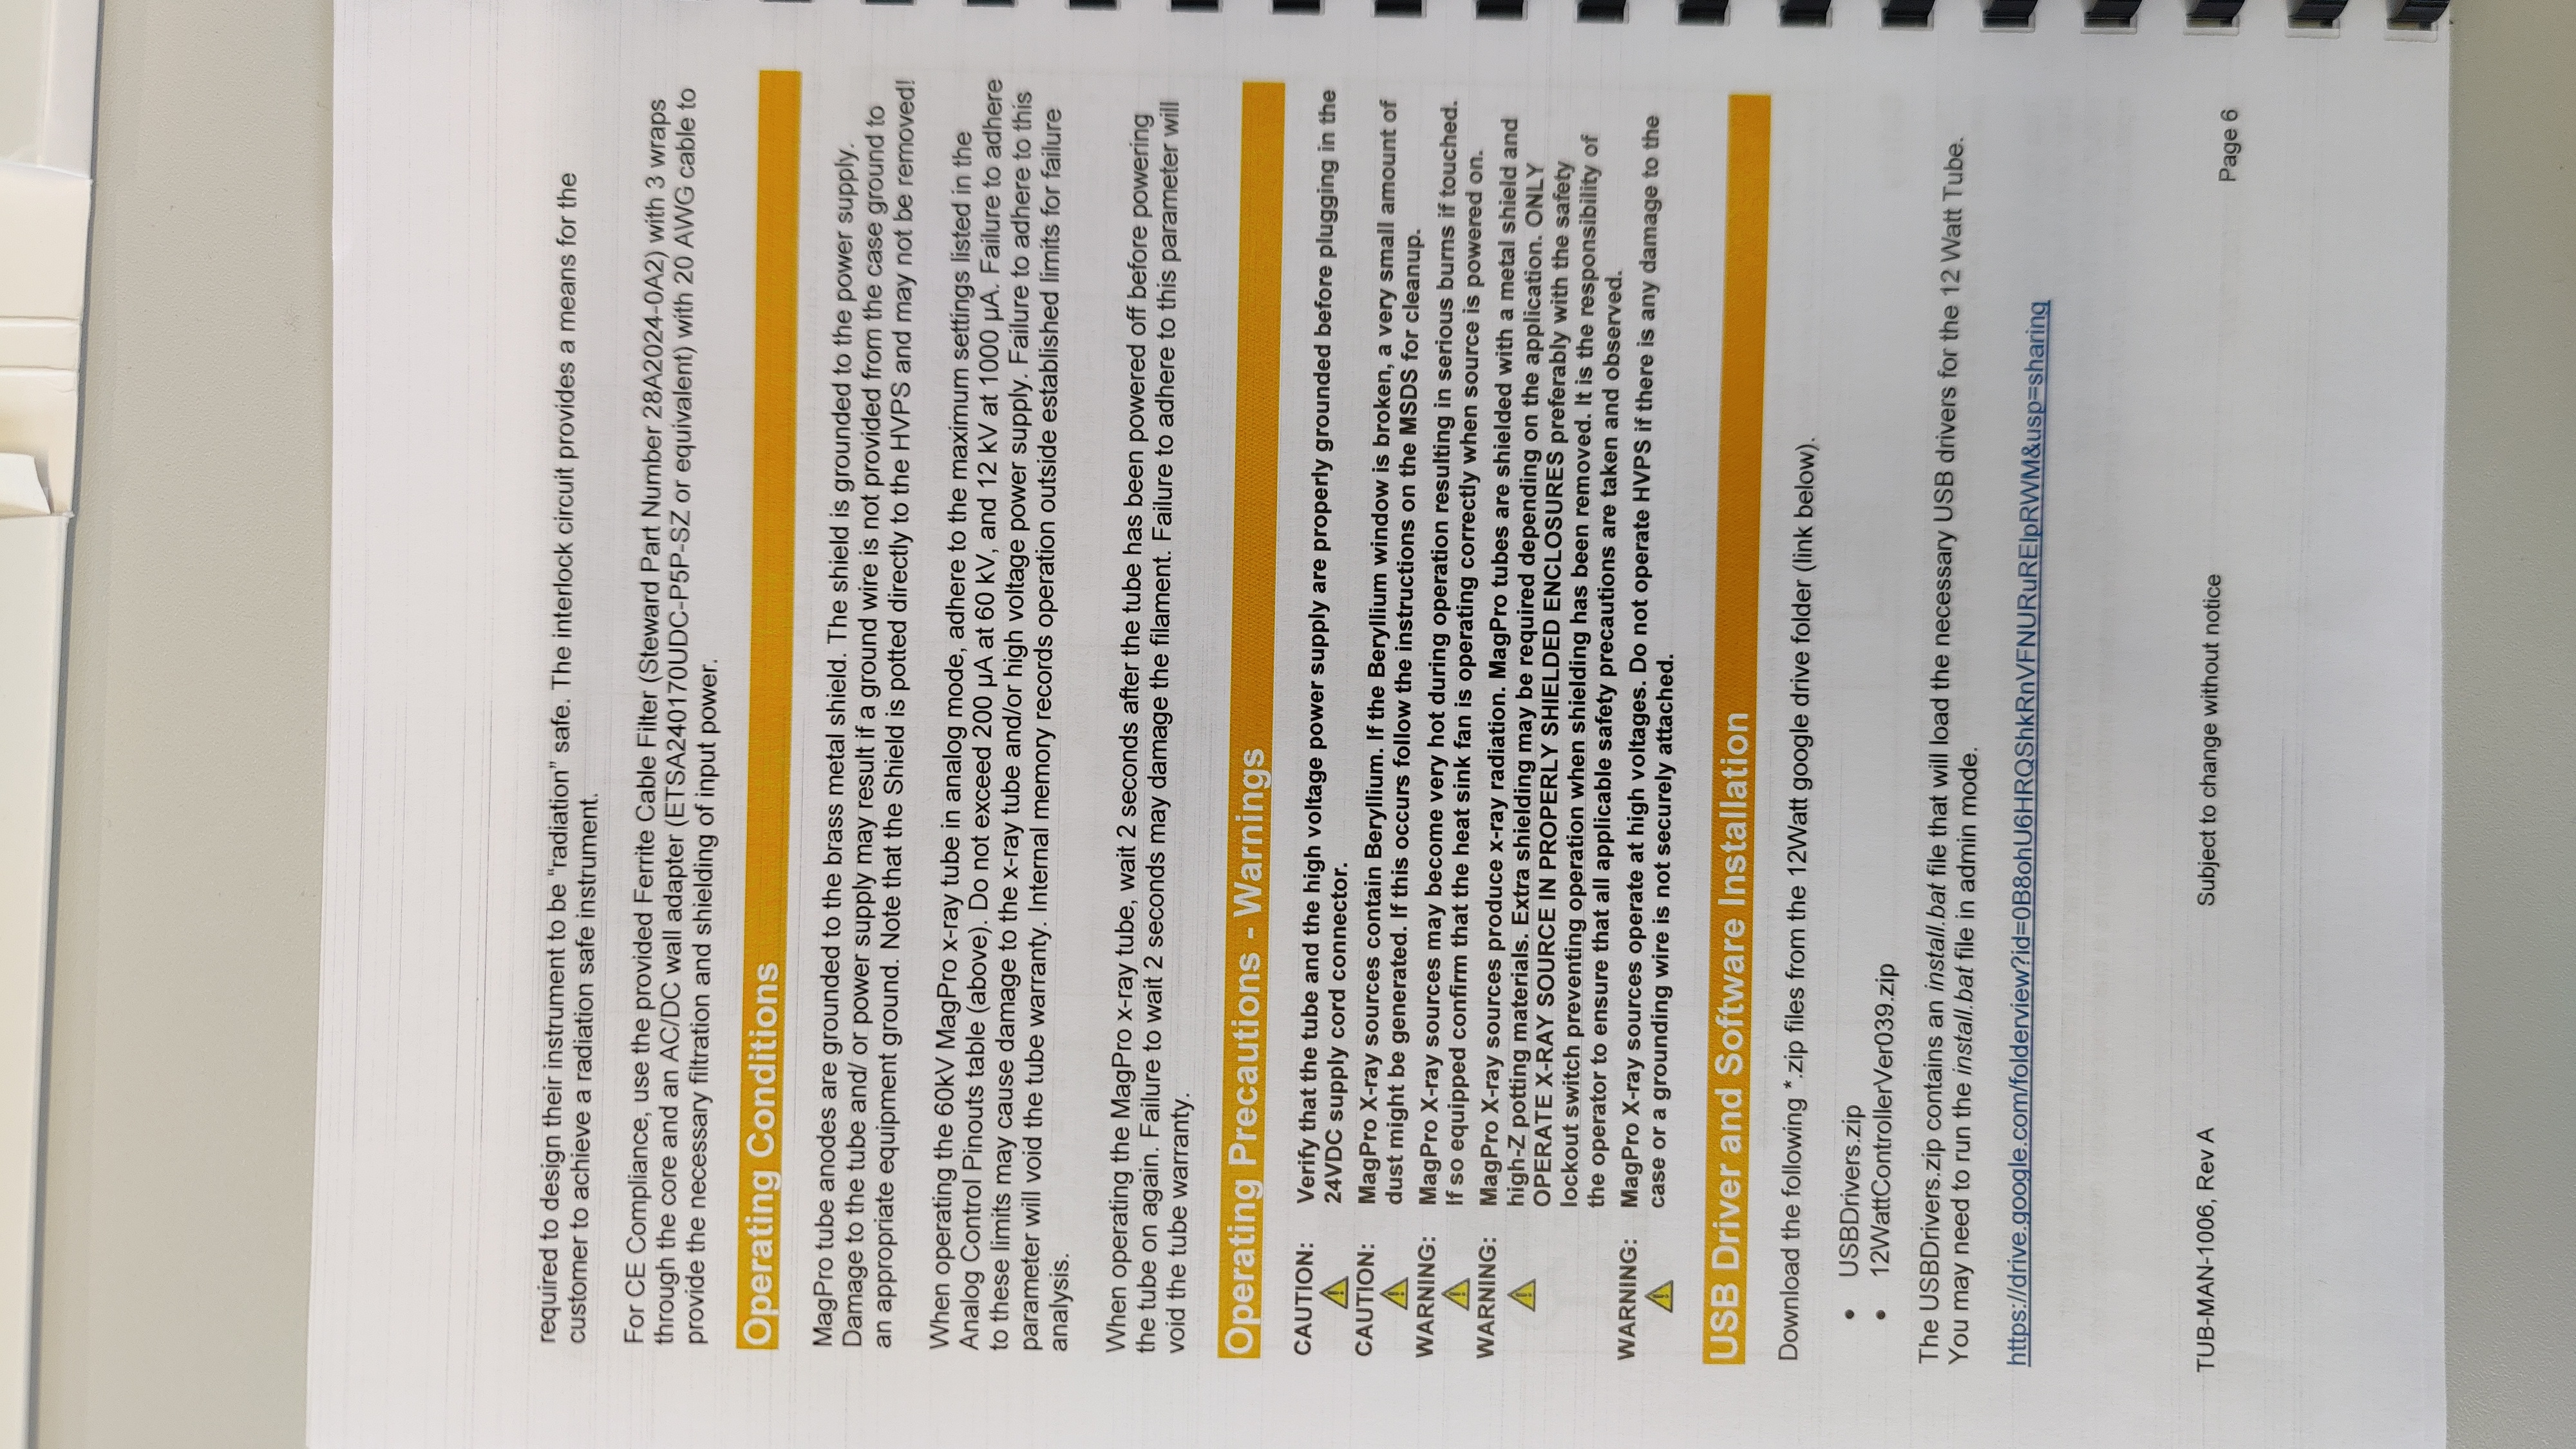 required to design their instrument to be “radiation” safe. The interlock circuit provides a means for the
customer to achieve a radiation safe instrument.
For CE Compliance, use the provided Ferrite Cable Filter (Steward Part Number 28A2024-0A2) with 3 wraps
through the core and an AC/DC wall adapter (ETSA240170UDC-P5P-SZ or equivalent) with 20 AWG cable to
provide the necessary filtration and shielding of input power.
Operating Conditions
MagPro tube anodes are grounded to the brass metal shield. The shield is grounded to the power supply.
Damage to the tube and/ or power supply may result if a ground wire is not provided from the case ground to
an appropriate equipment ground. Note that the Shield is potted directly to the HVPS and may not be removed!
When operating the 60kV MagPro x-ray tube in analog mode, adhere to the maximum settings listed in the
Analog Control Pinouts table (above). Do not exceed 200 µA at 60 kV, and 12 kV at 1000 µA. Failure to adhere
to these limits may cause damage to the x-ray tube and/or high voltage power supply. Failure to adhere to this
parameter will void the tube warranty. Internal memory records operation outside established limits for failure
analysis.
When operating the MagPro x-ray tube, wait 2 seconds after the tube has been powered off before powering
the tube on again. Failure to wait 2 seconds may damage the filament. Failure to adhere to this parameter will
void the tube warranty.
Operating Precautions - Warnings
CAUTION: Verify that the tube and the high voltage power supply are properly grounded before plugging in the
24VDC supply cord connector.
CAUTION: MagPro X-ray sources contain Beryllium. If the Beryllium window is broken, a very small amount of
dust might be generated. If this occurs follow the instructions on the MSDS for cleanup.
WARNING: MagPro X-ray sources may become very hot during operation resulting in serious burns if touched.
If so equipped confirm that the heat sink fan is operating correctly when source is powered on.
WARNING: MagPro X-ray sources produce x-ray radiation. MagPro tubes are shielded with a metal shield and
high-Z potting materials. Extra shielding may be required depending on the application. ONLY
OPERATE X-RAY SOURCE IN PROPERLY SHIELDED ENCLOSURES preferably with the safety
lockout switch preventing operation when shielding has been removed. It is the responsibility of
the operator to ensure that all applicable safety precautions are taken and observed.
WARNING: MagPro X-ray sources operate at high voltages. Do not operate HVPS if there is any damage to the
case or a grounding wire is not securely attached.
USB Driver and Software Installation
Download the following *.zip files from the 12Watt google drive folder (link below).
• USBDrivers.zip
• 12WattControllerVer039.zip
The USBDrivers.zip contains an install.bat file that will load the necessary USB drivers for the 12 Watt Tube.
You may need to run the install.bat file in admin mode.
https://drive.google.com/folderview?id=0B8ohU6HRQShkRnVFNURuRElpRWM&usp=sharing
TUB-MAN-1006, Rev A Subject to change without notice
Page 6